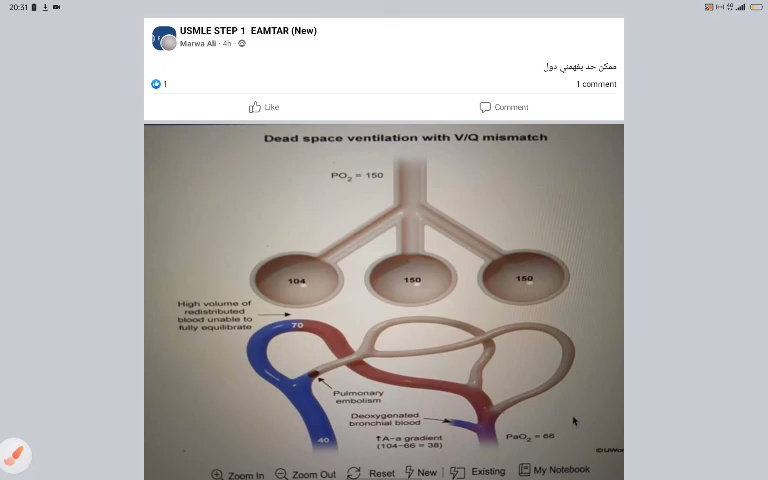 20:31
USMLE STEP 1 EAMTAR (New)
Marwa Ali · 4h ·
ممكن حد يفهمني دول
1
1 comment
Like
Comment
Dead space ventilation with V/Q mismatch
PO2 = 150
104
150
150
High volume of
redistributed
blood unable to
fully equilibrate
70
Pulmonary
embolism
Deoxygenated
bronchial blood
40
↑A-a gradient
(104-66 = 38)
PaO2 = 66
Zoom In
Zoom Out
Reset
New
Existing
My Notebook